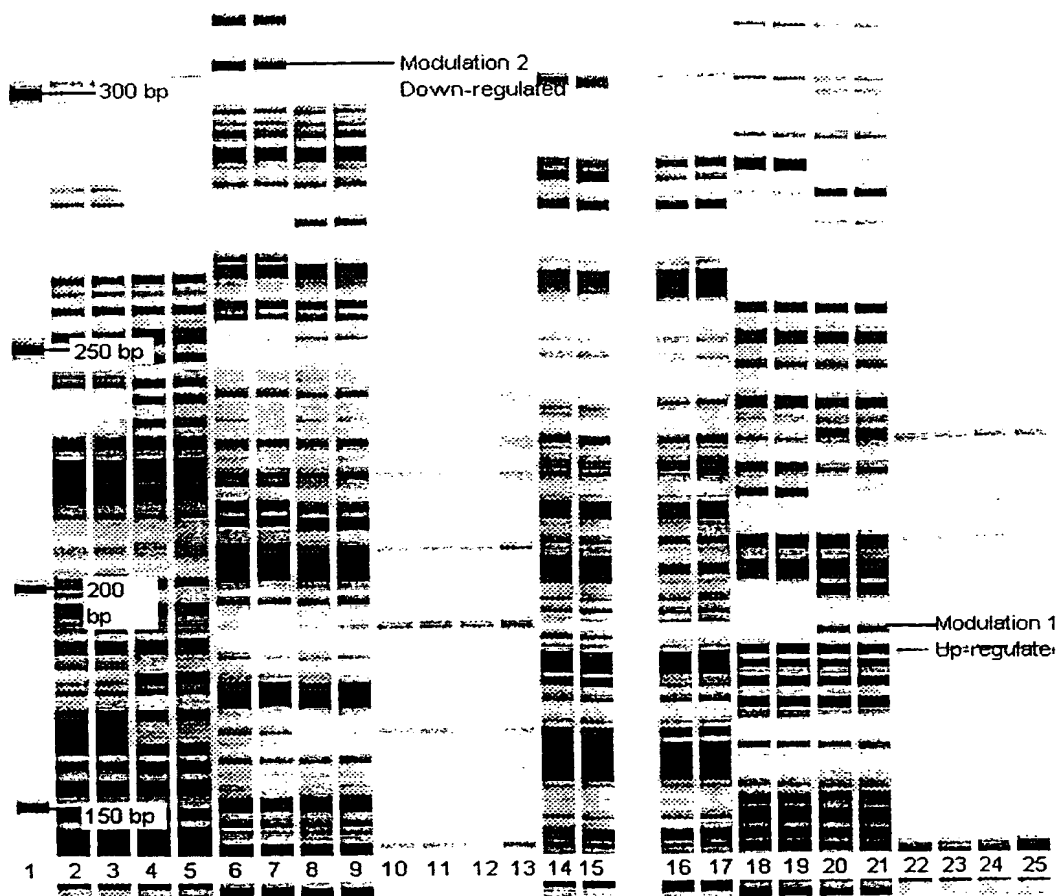 Modulation 2
300 bp
Down-regulated
250 bp
200
bp
Modulation 1
Up-regulated
150 bp
1 2 3 4 5 6 7 8 9 10 11 12 13 14 15 16 17 18 19 20 21 22 23 24 25